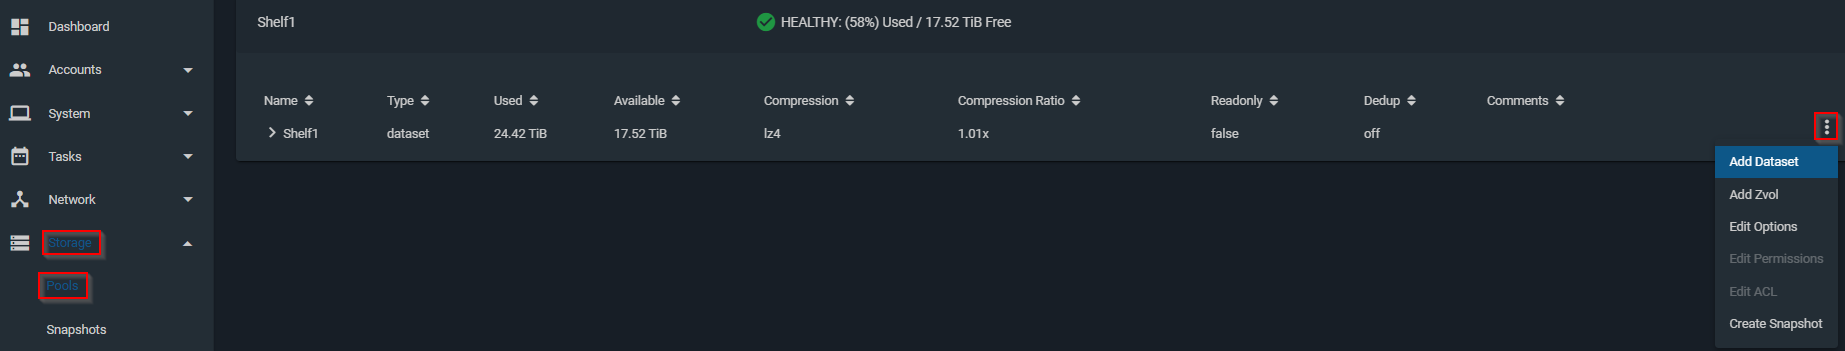 Dashboard
Accounts
System
Tasks
Network
Storage
Pools
Snapshots
Shelf1 HEALTHY: (58%) Used / 17.52 TiB Free
Name Type Used Available Compression Compression Ratio Readonly Dedup Comments
Shelf1 dataset 24.42 TiB 17.52 TiB lz4 1.01x false off
Add Dataset
Add Zvol
Edit Options
Edit Permissions
Edit ACL
Create Snapshot